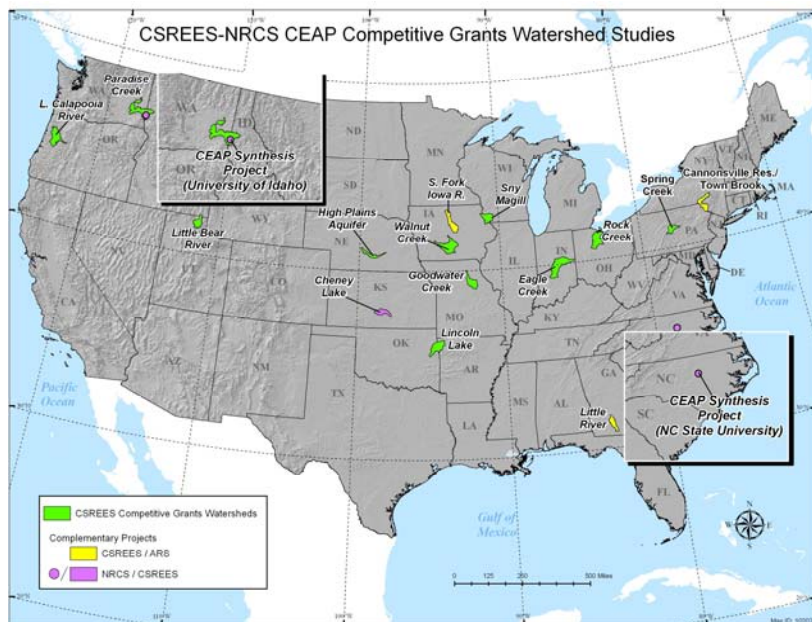 CSREES-NRCS CEAP Competitive Grants Watershed Studies
Paradise
Creek
L. Calapooia
River
CEAP Synthesis
Project
(University of Idaho)
Little Bear
River
High Plains
Aquifer
S. Fork
Iowa R.
Walnut
Creek
Sny
Magill
Spring
Creek
Cannonsville Res./
Town Brook
Rock
Creek
Eagle
Creek
Goodwater
Creek
Cheney
Lake
Lincoln
Lake
Little
River
CEAP Synthesis
Project
(NC State University)
WA
OR
WA
ID
OR
ND
SD
MN
WI
MI
NY
VT
ME
MA
CT
RI
PA
DE
WY
NE
IA
IL
IN
OH
WV
VA
KY
CA
KS
MO
TN
NC
SC
AZ
NM
OK
AR
TX
LA
MS
AL
GA
FL
Pacific
Ocean
Atlantic
Ocean
Gulf of
Mexico
CSREES Competitive Grants Watersheds
Complementary Projects
CSREES / ARS
NRCS / CSREES
0 125 250 500 Miles
N
E
S
W